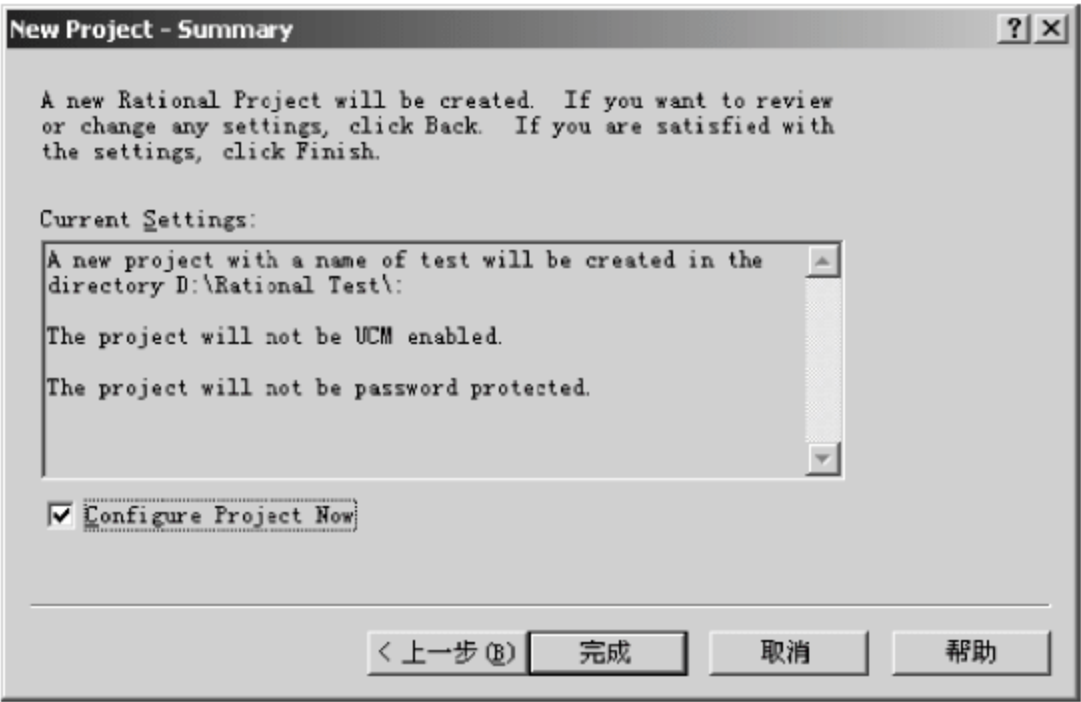 New Project - Summary
A new Rational Project will be created. If you want to review
or change any settings, click Back. If you are satisfied with
the settings, click Finish.
Current Settings:
A new project with a name of test will be created in the
directory D:\Rational Test\:
The project will not be UCM enabled.
The project will not be password protected.
Configure Project Now
< 上一步(B) 完成 取消 帮助